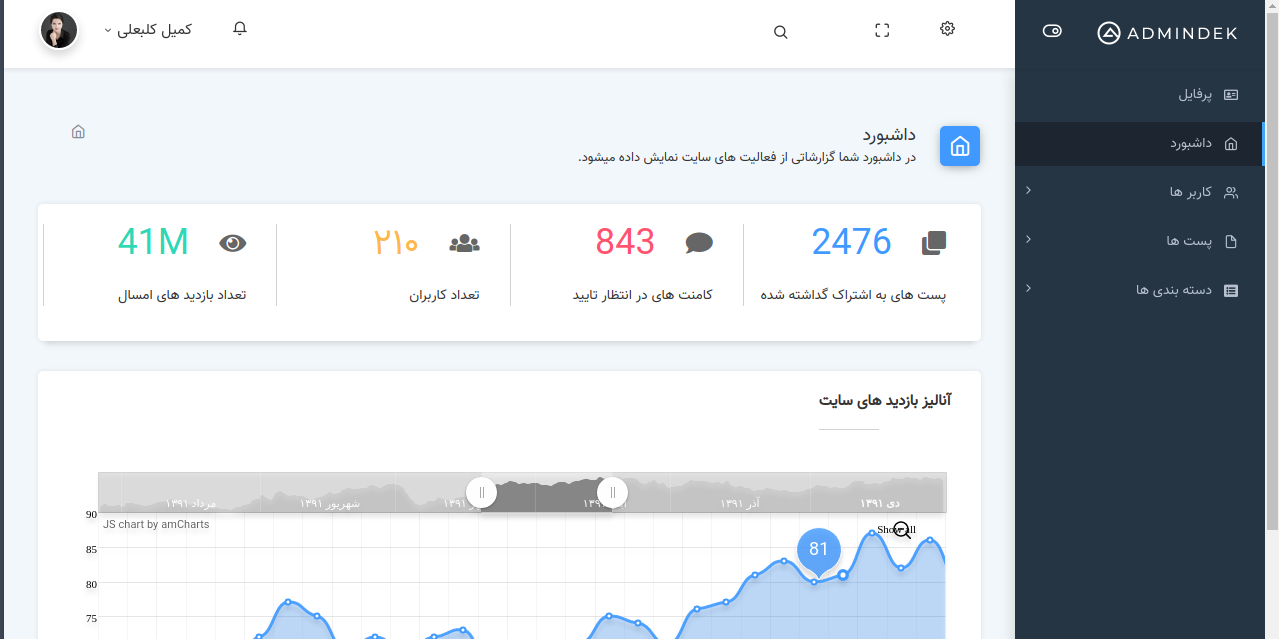 ADMINDEK
کمیل کلبعلی
پرفایل
داشبورد
کاربر ها
پست ها
دسته بندی ها
داشبورد
در داشبورد شما گزارشاتی از فعالیت های سایت نمایش داده میشود.
2476
پست های به اشتراک گذاشته شده
843
کامنت های در انتظار تایید
۲۱۰
تعداد کاربران
41M
تعداد بازدید های امسال
آنالیز بازدید های سایت
مرداد ۱۳۹۱
شهریور ۱۳۹۱
۱۳۹۱
آذر ۱۳۹۱
دی ۱۳۹۱
JS chart by amCharts
Show all
81
90
85
80
75